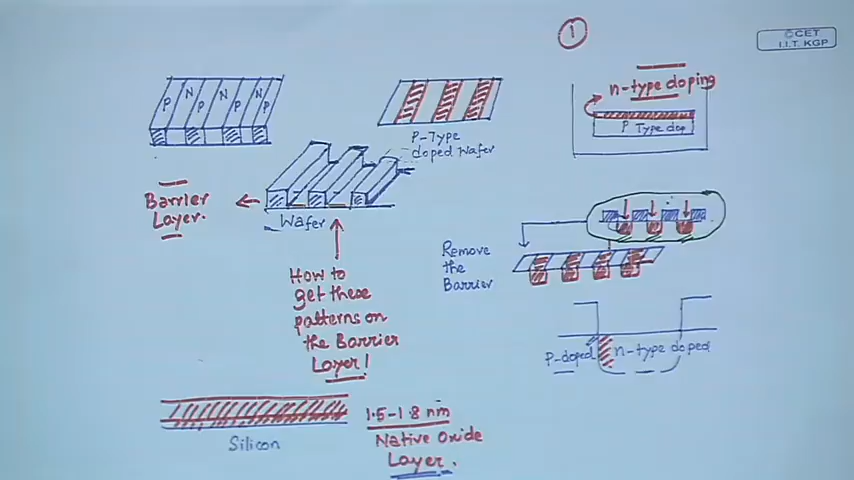 1
©CET
I.I.T. KGP
P N P N P N P
P-Type
doped Wafer
n-type doping
P Type dop
Barrier
Layer.
Wafer
How to
get these
patterns on
the Barrier
Layer!
Remove
the
Barrier
P-doped
n-type doped
Silicon
1.5-1.8 nm
Native Oxide
Layer.